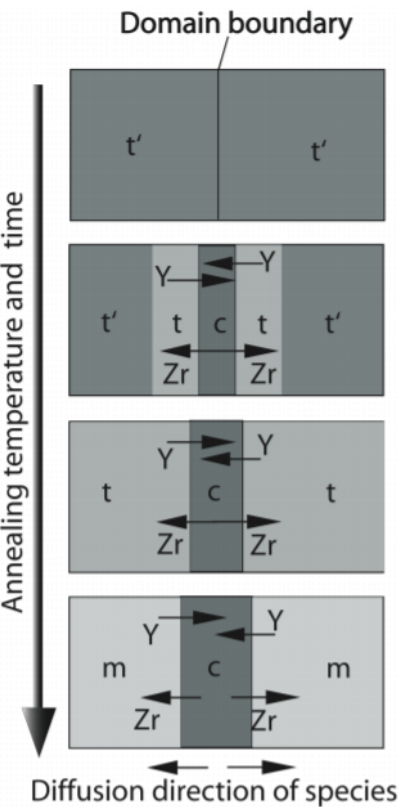 Domain boundary
Annealing temperature and time
t′ t′
Y Y
t′ t c t t′
Zr Zr
Y Y
t c t
Zr Zr
Y Y
m c m
Zr Zr
Diffusion direction of species